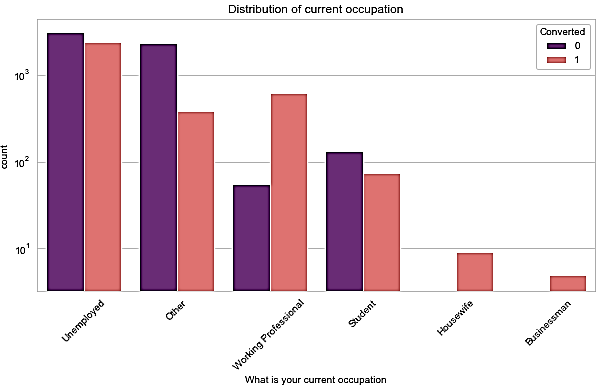 Distribution of current occupation
Converted
0
1
10³
10²
10¹
count
Unemployed
Other
Working Professional
Student
Housewife
Businessman
What is your current occupation